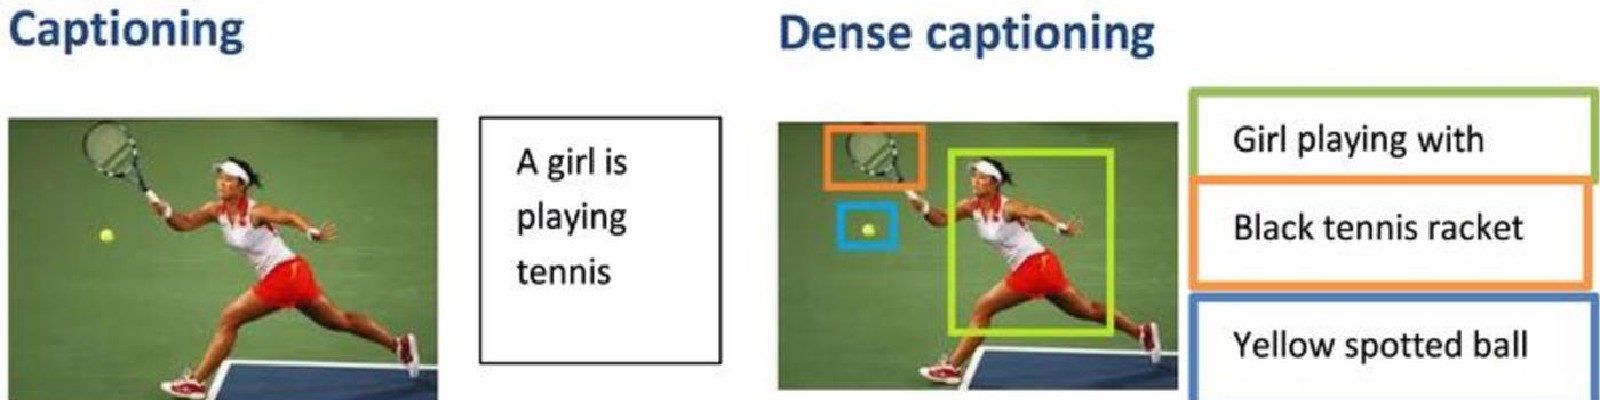 Captioning
A girl is
playing
tennis
Dense captioning
Girl playing with
Black tennis racket
Yellow spotted ball